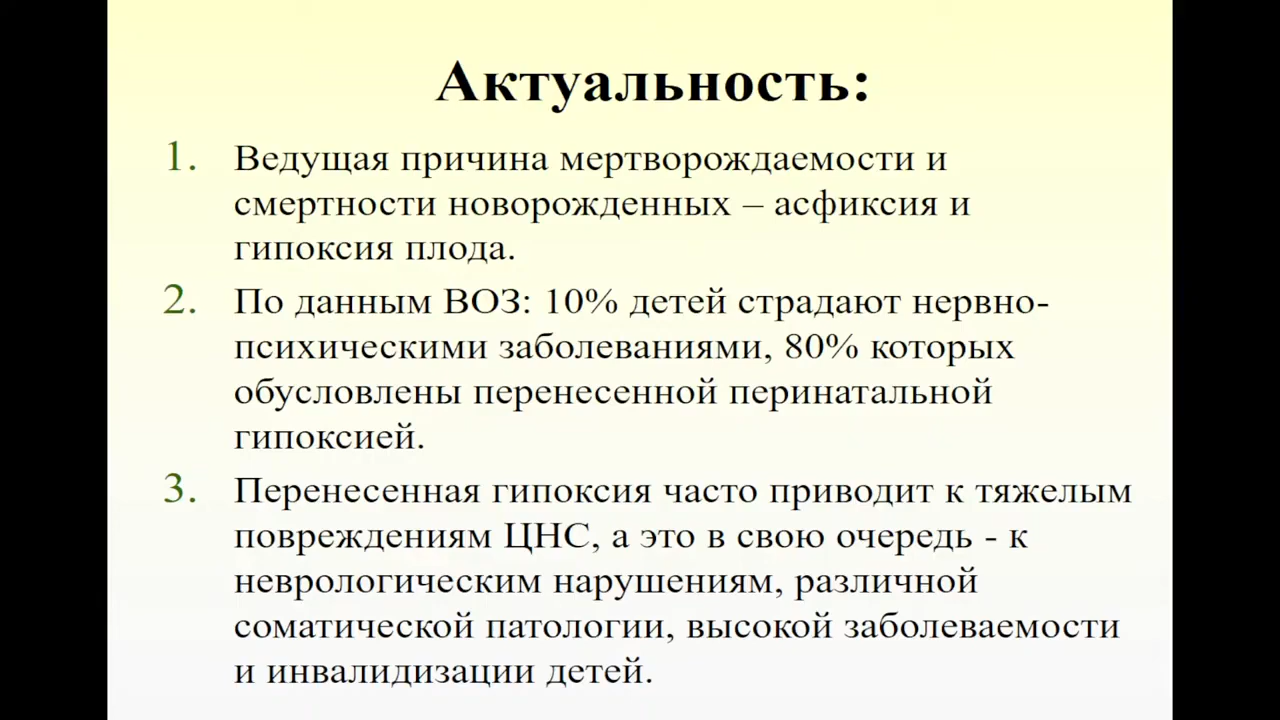 Актуальность:
1. Ведущая причина мертворождаемости и
смертности новорожденных – асфиксия и
гипоксия плода.
2. По данным ВОЗ: 10% детей страдают нервно-
психическими заболеваниями, 80% которых
обусловлены перенесенной перинатальной
гипоксией.
3. Перенесенная гипоксия часто приводит к тяжелым
повреждениям ЦНС, а это в свою очередь - к
неврологическим нарушениям, различной
соматической патологии, высокой заболеваемости
и инвалидизации детей.